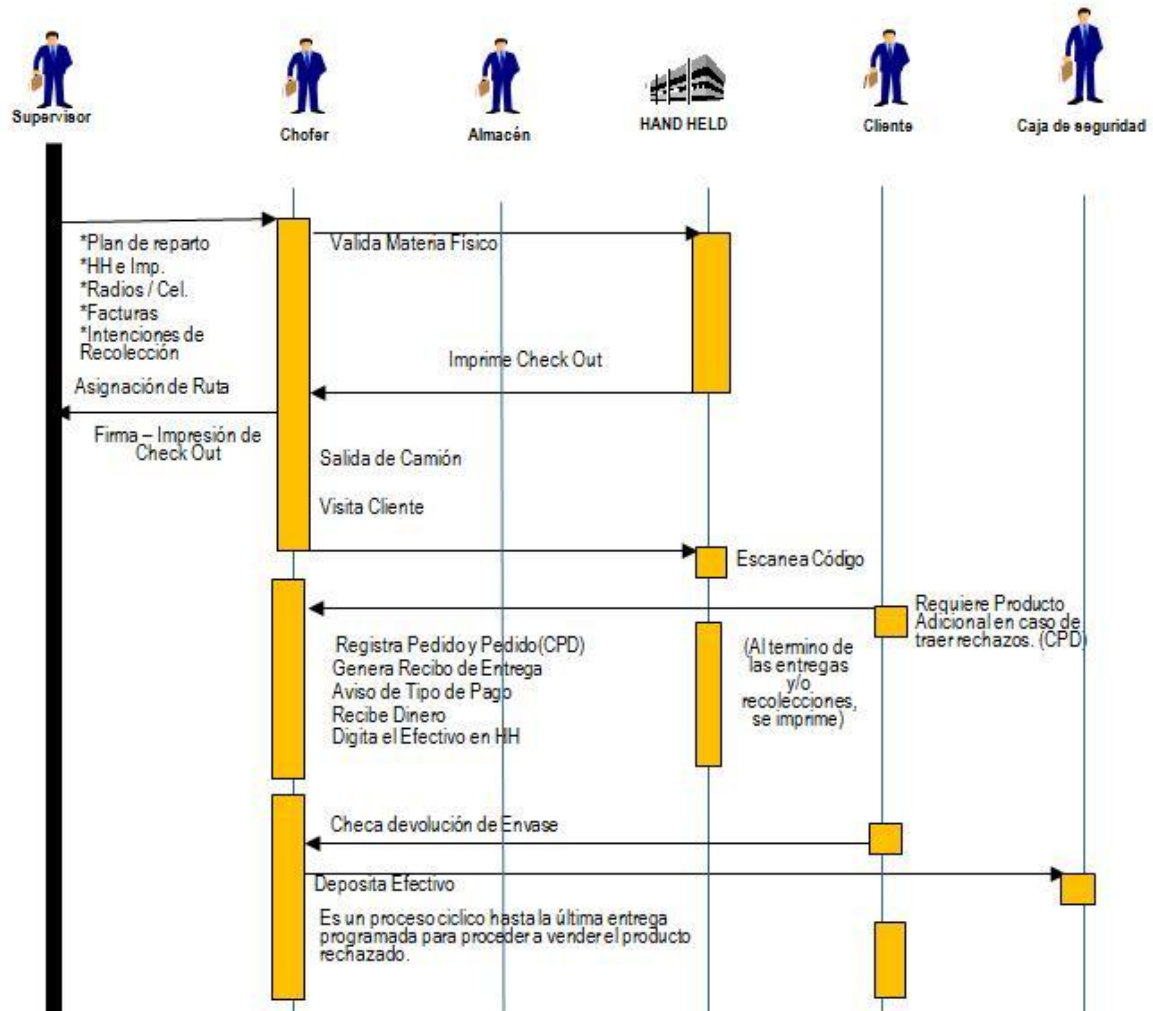 Supervisor
Chofer
Almacén
HAND HELD
Cliente
Caja de seguridad
*Plan de reparto
*HH e Imp.
*Radios / Cel.
*Facturas
*Intenciones de
Recolección
Asignación de Ruta
Valida Materia Físico
Imprime Check Out
Firma – Impresión de
Check Out
Salida de Camión
Visita Cliente
Escanea Código
Requiere Producto
Adicional en caso de
traer rechazos. (CPD)
Registra Pedido y Pedido(CPD)
Genera Recibo de Entrega
Aviso de Tipo de Pago
Recibe Dinero
Digita el Efectivo en HH
(Al termino de
las entregas
y/o
recolecciones,
se imprime)
Checa devolución de Envase
Deposita Efectivo
Es un proceso ciclico hasta la última entrega
programada para proceder a vender el producto
rechazado.